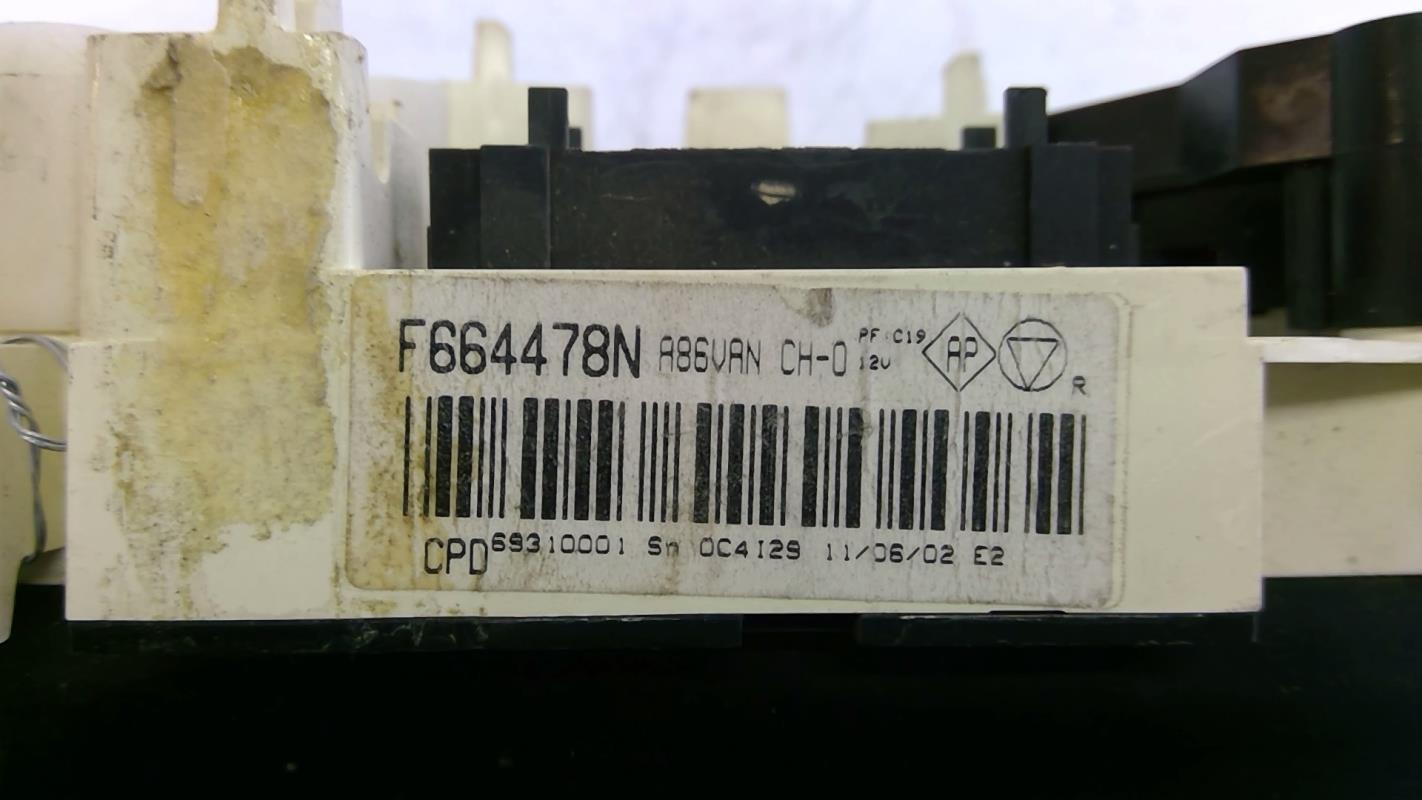 F664478N A86VAN CH-0 PF:C19 AP
12V R
CPD 69310001 Sn 0C4I29 11/06/02 E2